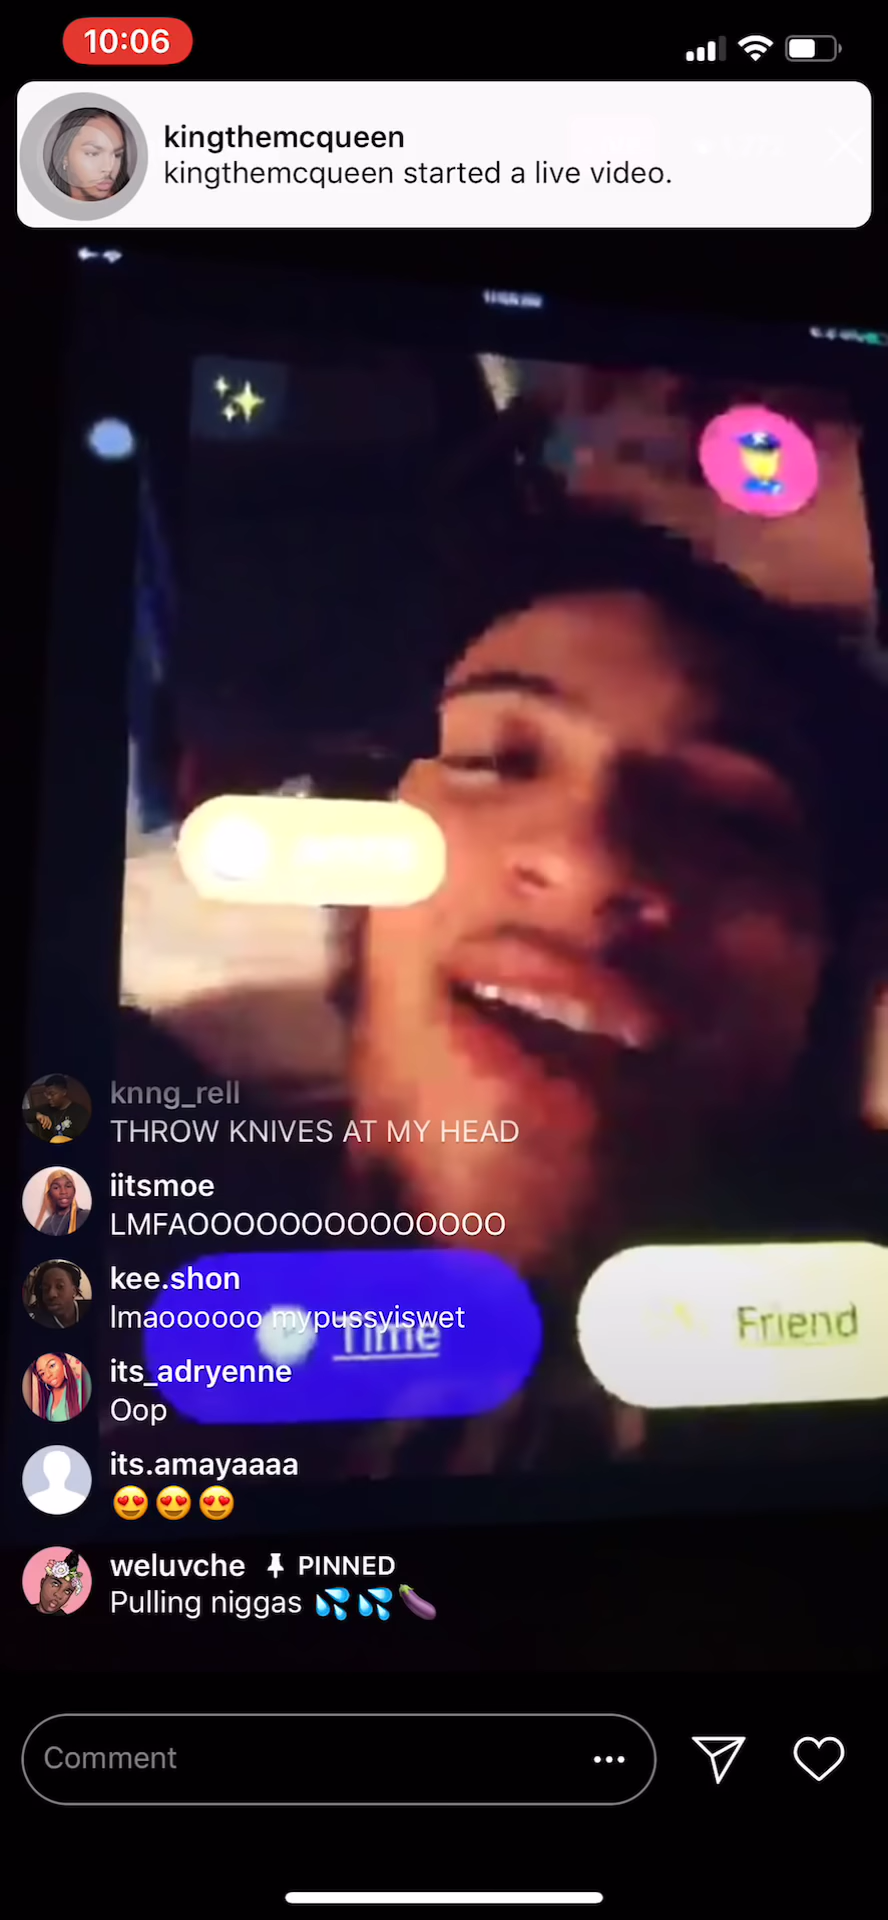 10:06
kingthemcqueen
kingthemcqueen started a live video.
knng_rell
THROW KNIVES AT MY HEAD
iitsmoe
LMFAOOOOOOOOOOOOOO
kee.shon
lmaoooooo mypussyiswet
Time
Friend
its_adryenne
Oop
its.amayaaaa
😍😍😍
weluvche PINNED
Pulling niggas 💦💦🍆
Comment